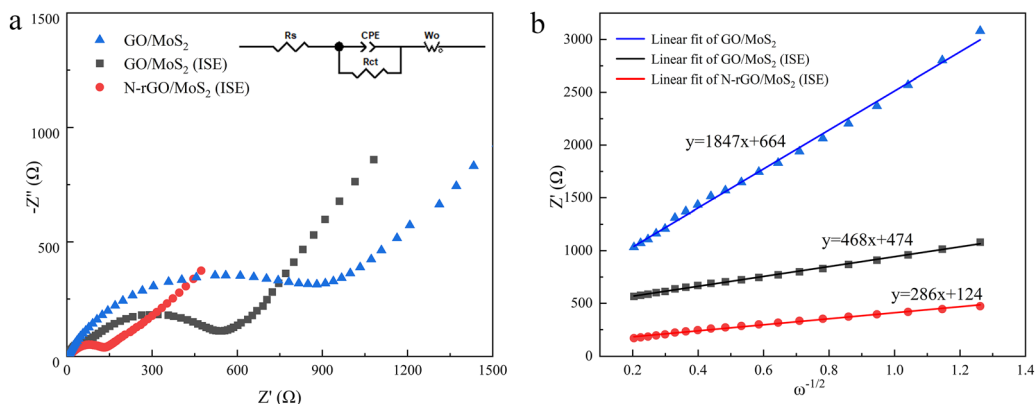 a
1500
1000
500
0
0
300
600
900
1200
1500
-Z'' (Ω)
Z' (Ω)
GO/MoS₂
GO/MoS₂ (ISE)
N-rGO/MoS₂ (ISE)
Rs
CPE
Wo
Rct
b
3000
2500
2000
1500
1000
500
0
0.2
0.4
0.6
0.8
1.0
1.2
1.4
Z' (Ω)
ω⁻¹/²
Linear fit of GO/MoS₂
Linear fit of GO/MoS₂ (ISE)
Linear fit of N-rGO/MoS₂ (ISE)
y=1847x+664
y=468x+474
y=286x+124